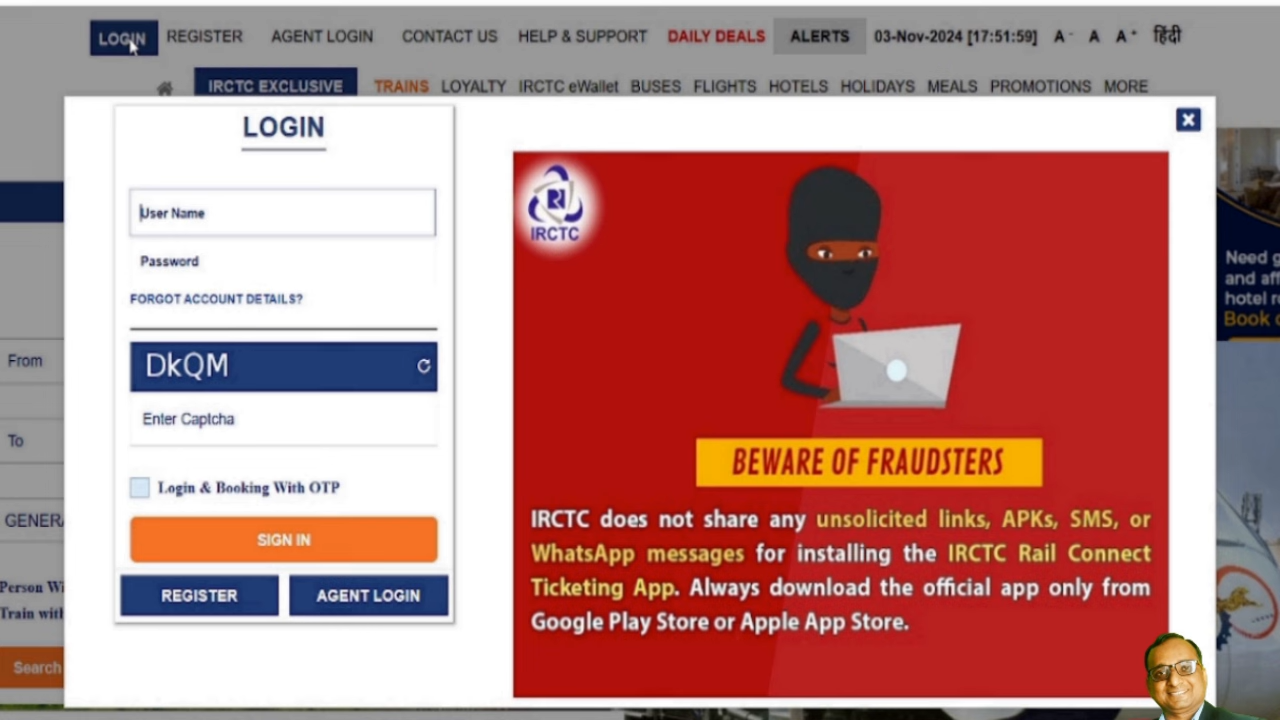 LOGIN REGISTER AGENT LOGIN CONTACT US HELP & SUPPORT DAILY DEALS ALERTS 03-Nov-2024 [17:51:59] A- A A+ हिंदी
IRCTC EXCLUSIVE TRAINS LOYALTY IRCTC eWallet BUSES FLIGHTS HOTELS HOLIDAYS MEALS PROMOTIONS MORE
LOGIN
User Name
Password
FORGOT ACCOUNT DETAILS?
DkQM
Enter Captcha
Login & Booking With OTP
SIGN IN
REGISTER AGENT LOGIN
IRCTC
BEWARE OF FRAUDSTERS
IRCTC does not share any unsolicited links, APKs, SMS, or
WhatsApp messages for installing the IRCTC Rail Connect
Ticketing App. Always download the official app only from
Google Play Store or Apple App Store.
From
To
GENER
Person Wi
Train with
Search
Need g
and aff
hotel r
Book